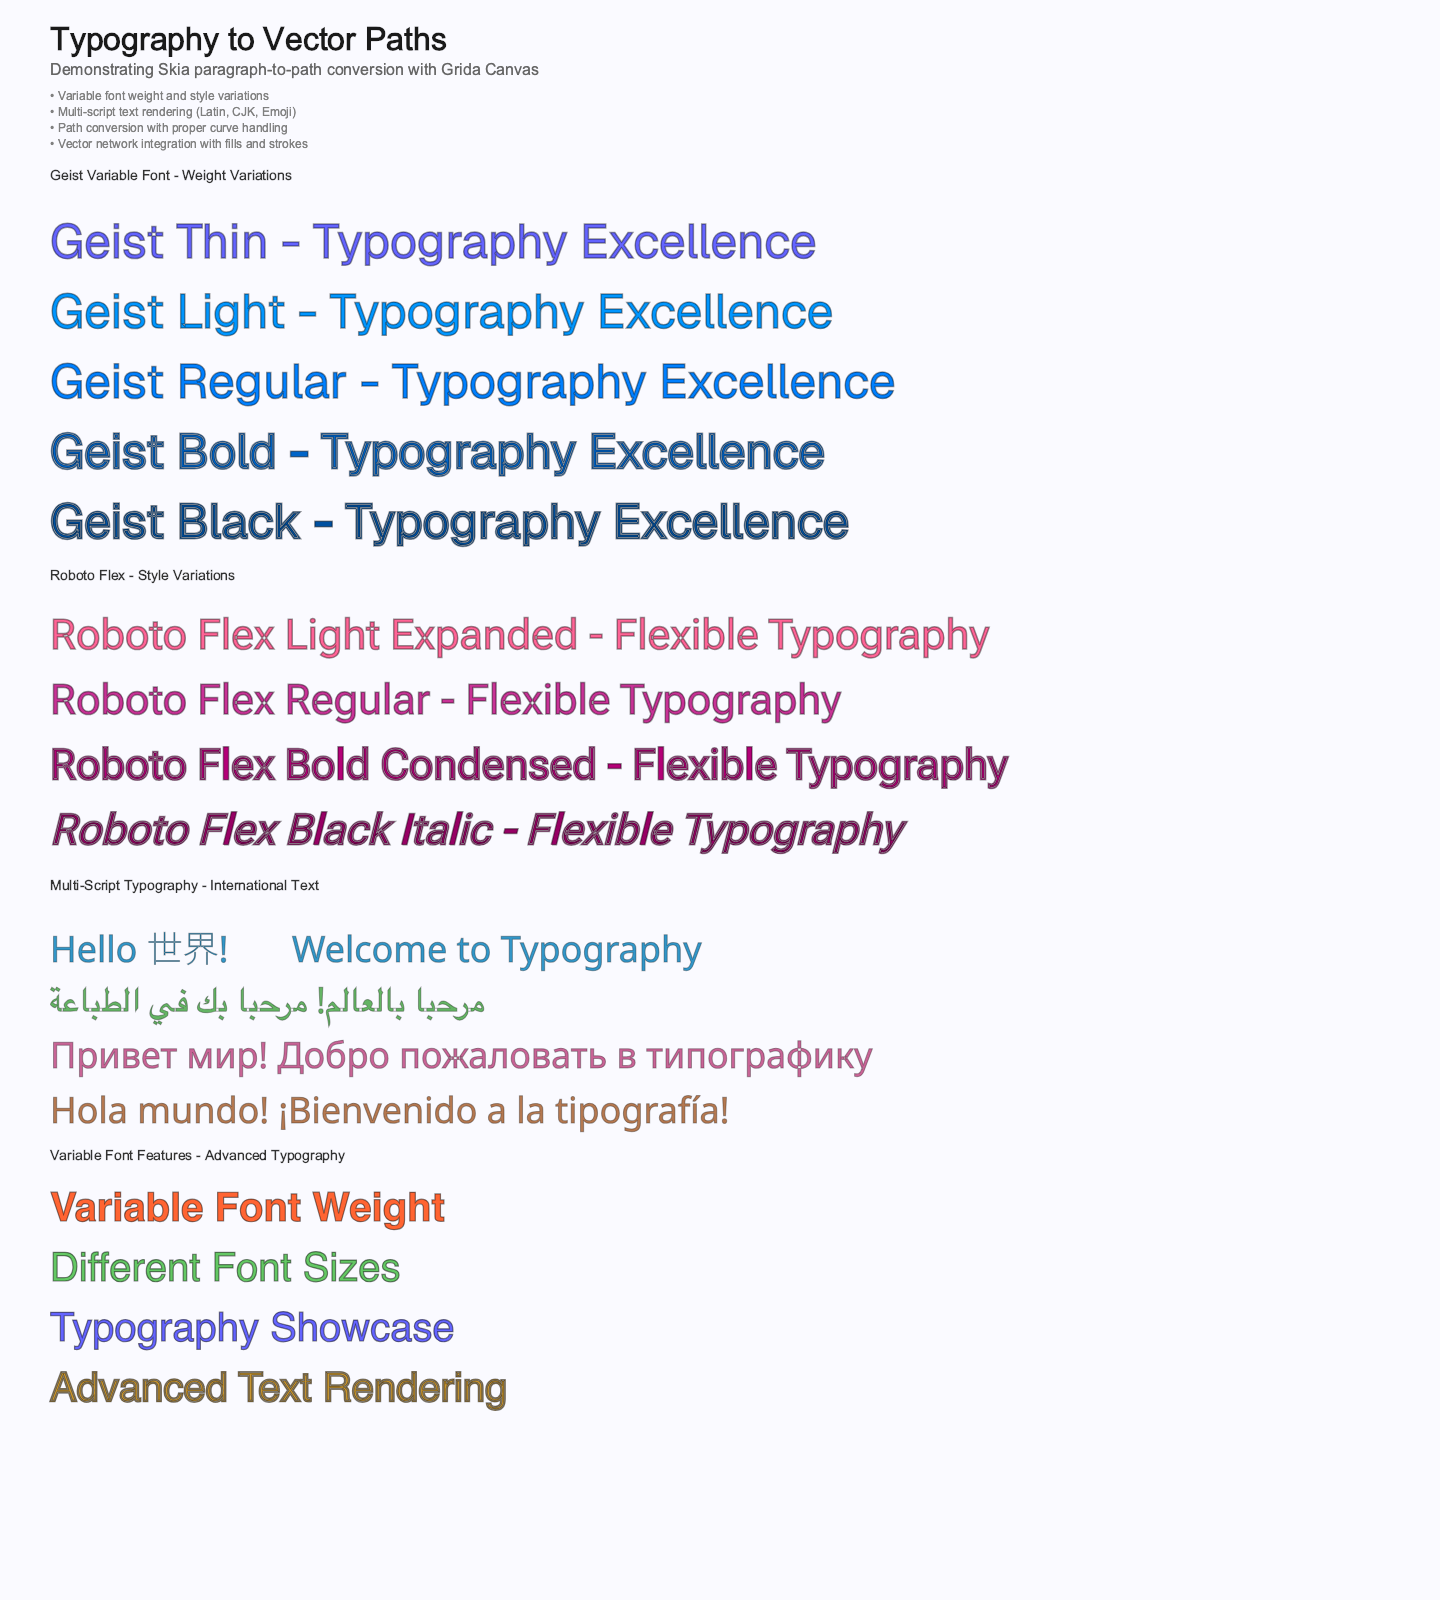 Typography to Vector Paths
Demonstrating Skia paragraph-to-path conversion with Grida Canvas
• Variable font weight and style variations
• Multi-script text rendering (Latin, CJK, Emoji)
• Path conversion with proper curve handling
• Vector network integration with fills and strokes
Geist Variable Font - Weight Variations
Geist Thin - Typography Excellence
Geist Light - Typography Excellence
Geist Regular - Typography Excellence
Geist Bold - Typography Excellence
Geist Black - Typography Excellence
Roboto Flex - Style Variations
Roboto Flex Light Expanded - Flexible Typography
Roboto Flex Regular - Flexible Typography
Roboto Flex Bold Condensed - Flexible Typography
Roboto Flex Black Italic - Flexible Typography
Multi-Script Typography - International Text
Hello 世界! Welcome to Typography
مرحبا بالعالم! مرحبا بك في الطباعة
Привет мир! Добро пожаловать в типографику
Hola mundo! ¡Bienvenido a la tipografía!
Variable Font Features - Advanced Typography
Variable Font Weight
Different Font Sizes
Typography Showcase
Advanced Text Rendering